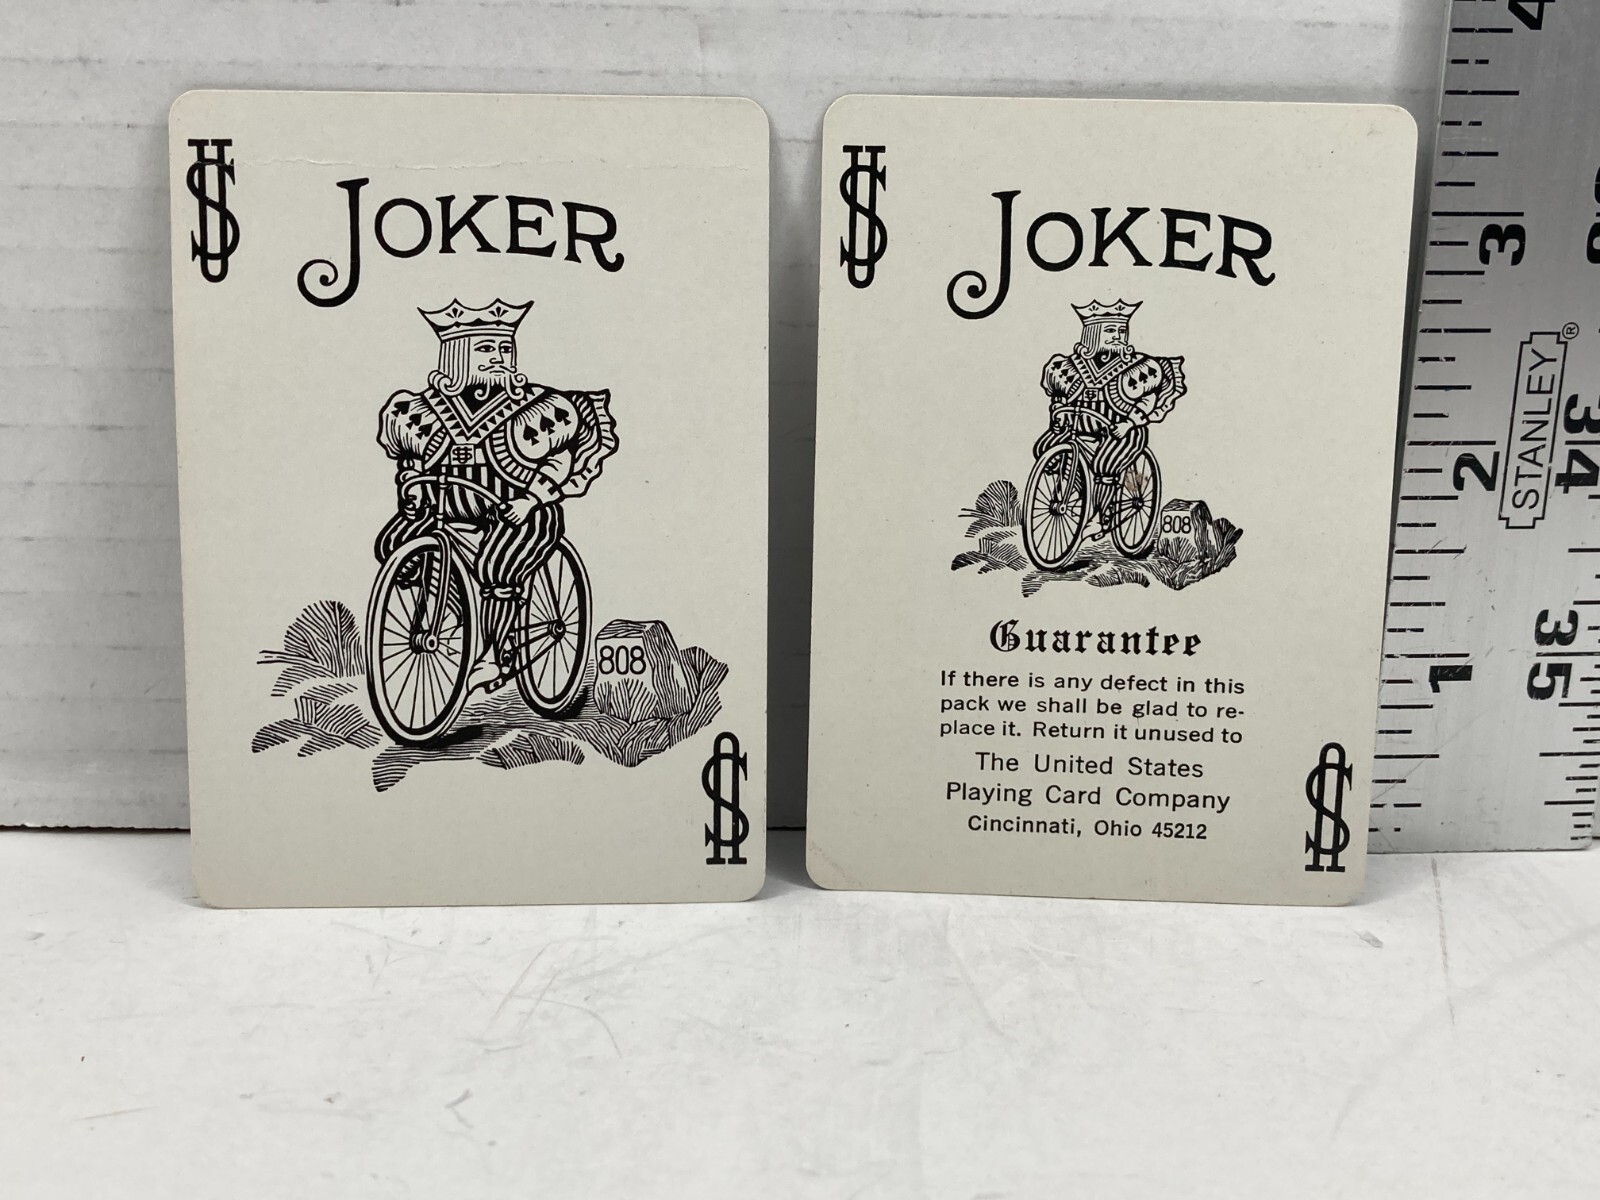 JOKER
808
JOKER
808
Guarantee
If there is any defect in this
pack we shall be glad to re-
place it. Return it unused to
The United States
Playing Card Company
Cincinnati, Ohio 45212
US
US
US
US
4
3
2
1
STANLEY®
34
35